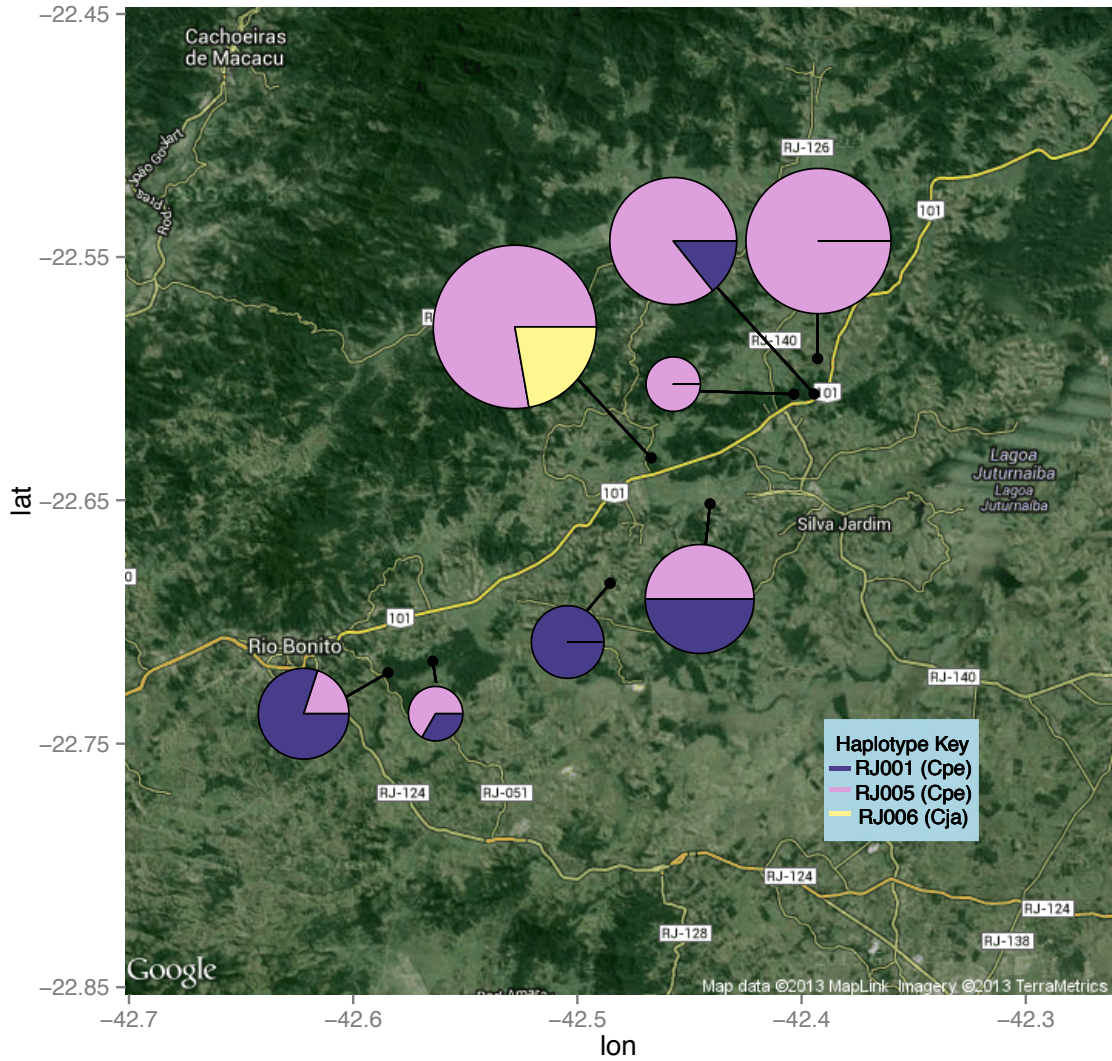 −22.45
−22.55
−22.65
−22.75
−22.85
lat
Cachoeiras
de Macacu
RJ-126
101
RJ-140
101
Lagoa
Juturnaiba
Lagoa
Juturnaiba
101
Silva Jardim
0
101
Rio Bonito
RJ-140
Haplotype Key
RJ001 (Cpe)
RJ005 (Cpe)
RJ006 (Cja)
RJ-124
RJ-051
RJ-124
RJ-124
RJ-128
RJ-138
Google
Map data ©2013 MapLink Imagery ©2013 TerraMetrics
−42.7
−42.6
−42.5
−42.4
−42.3
lon